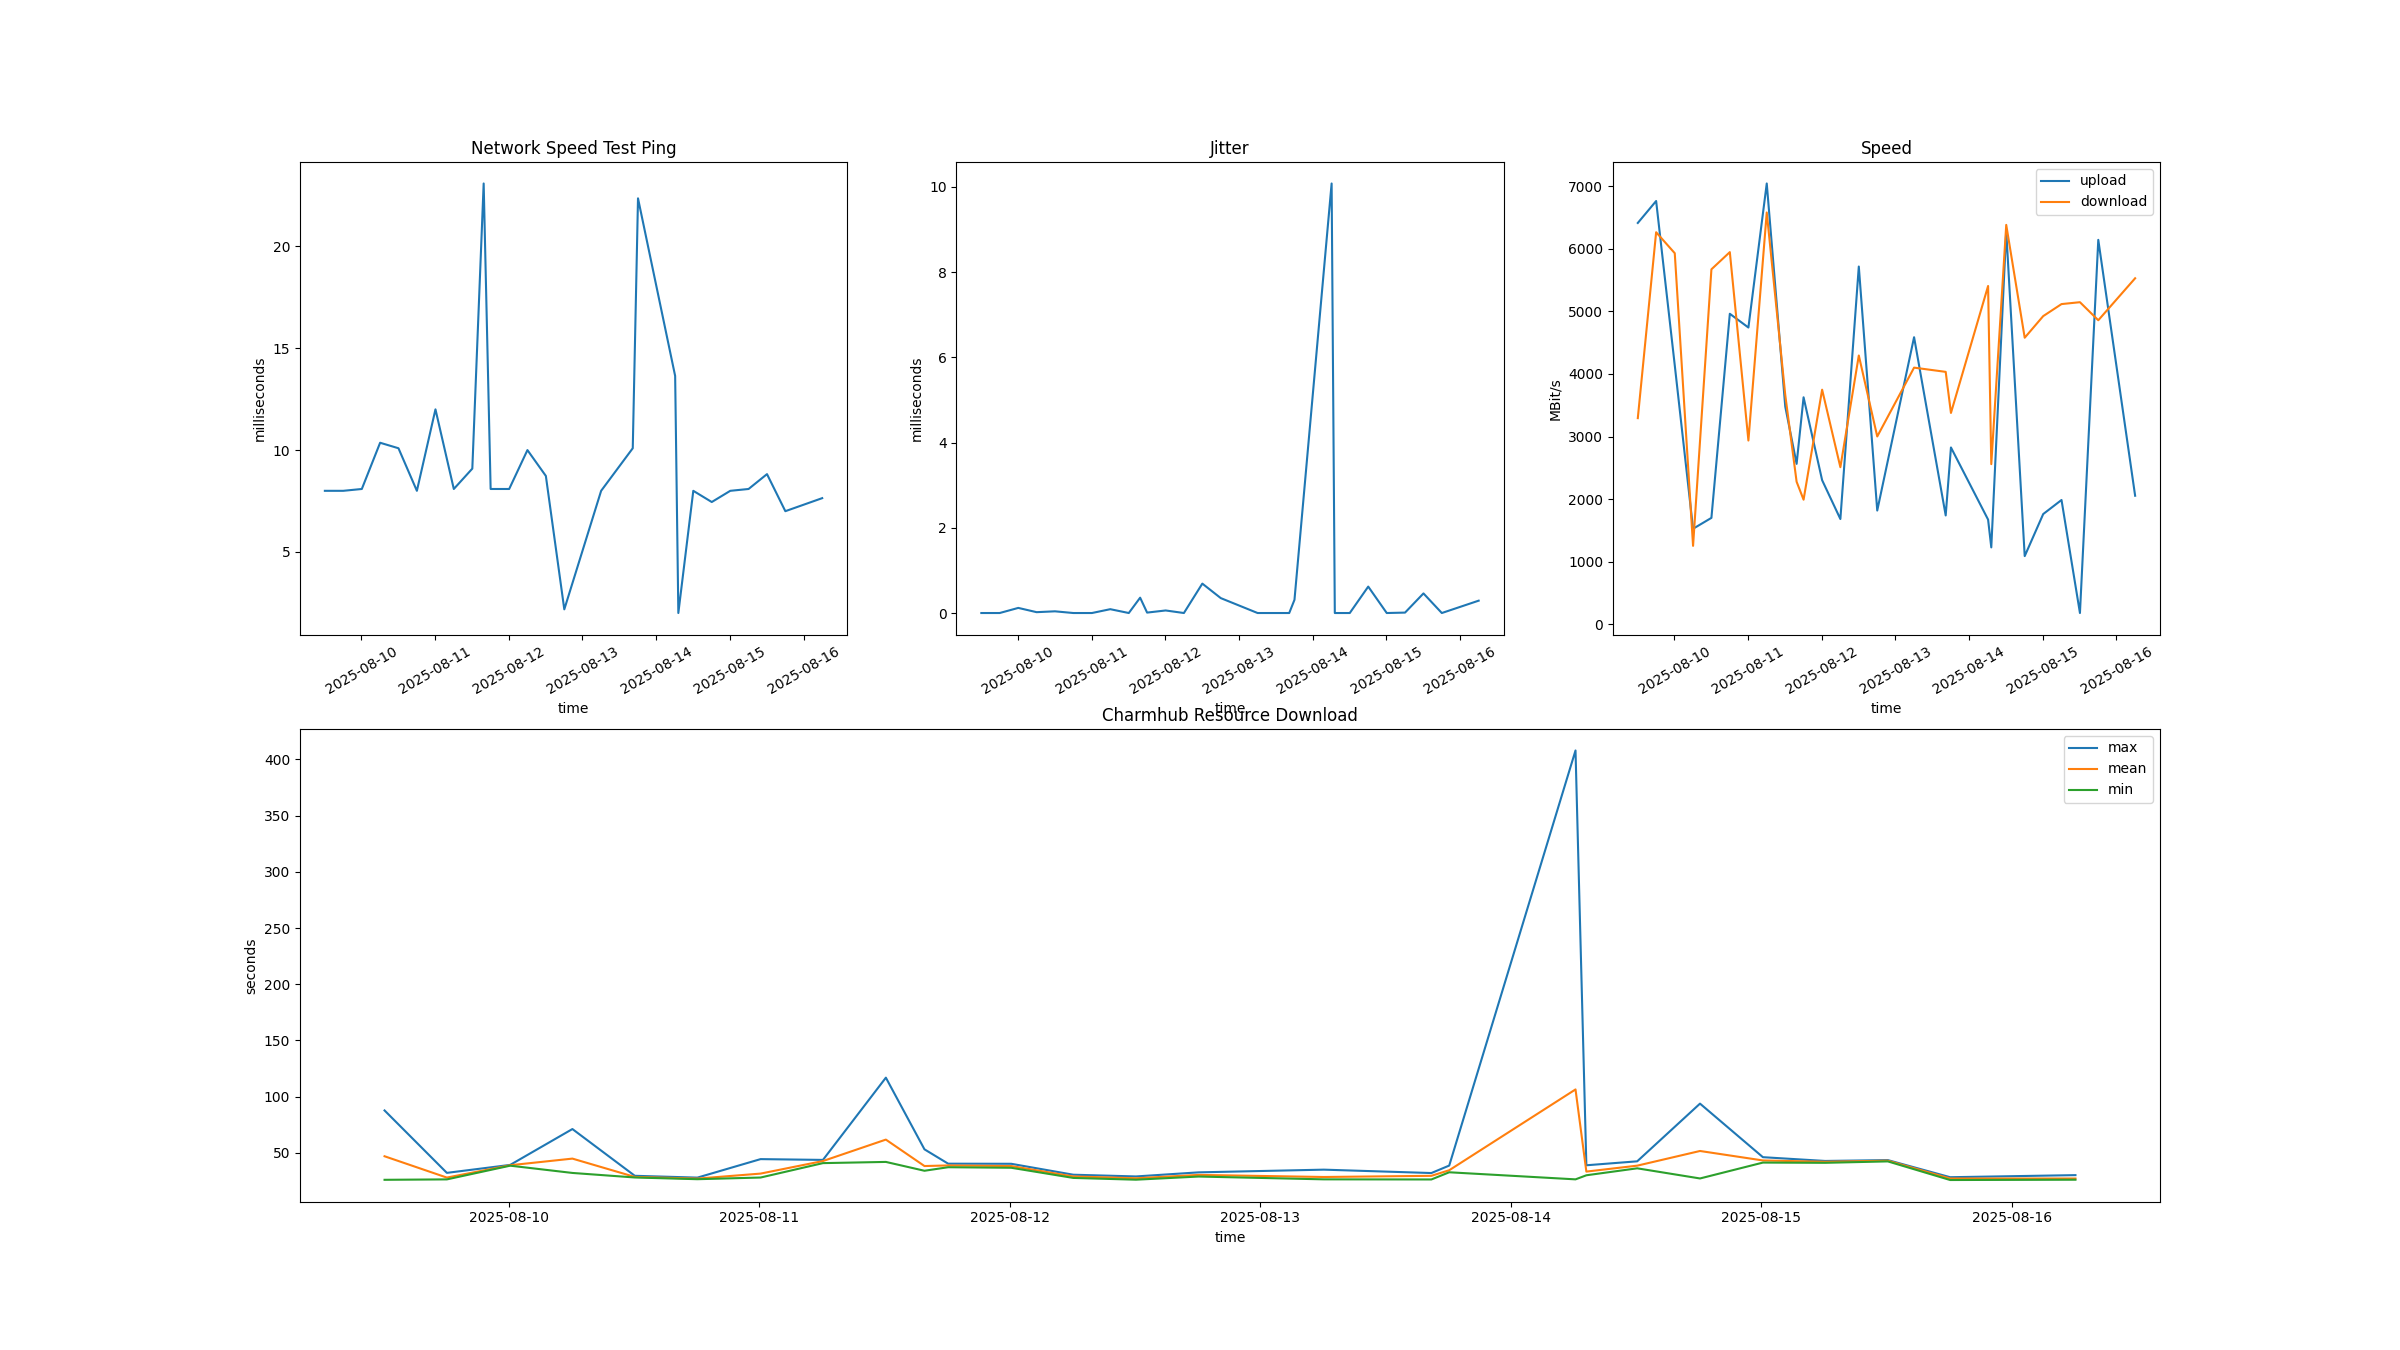 Network Speed Test Ping
milliseconds
20
15
10
5
2025-08-10 2025-08-11 2025-08-12 2025-08-13 2025-08-14 2025-08-15 2025-08-16
time
Jitter
milliseconds
10
8
6
4
2
0
2025-08-10 2025-08-11 2025-08-12 2025-08-13 2025-08-14 2025-08-15 2025-08-16
time
Speed
upload
download
MBit/s
7000
6000
5000
4000
3000
2000
1000
0
2025-08-10 2025-08-11 2025-08-12 2025-08-13 2025-08-14 2025-08-15 2025-08-16
time
Charmhub Resource Download
max
mean
min
seconds
400
350
300
250
200
150
100
50
2025-08-10 2025-08-11 2025-08-12 2025-08-13 2025-08-14 2025-08-15 2025-08-16
time